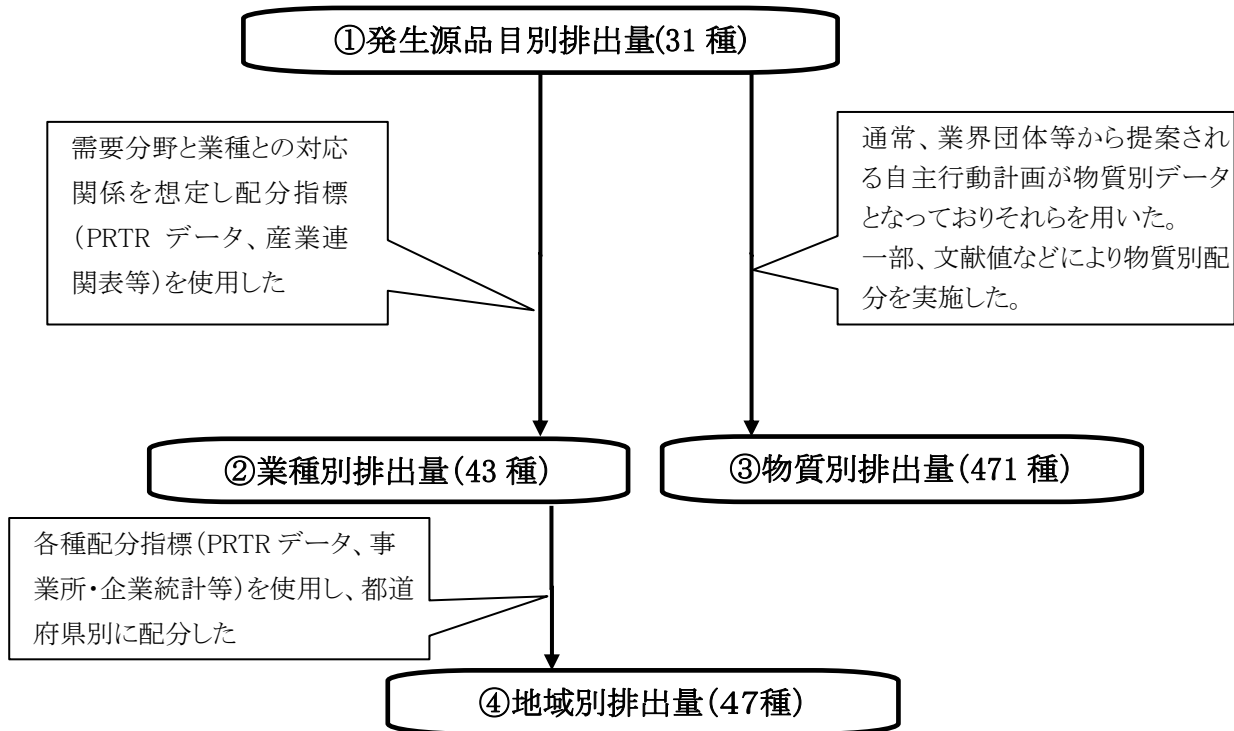 ①発生源品目別排出量(31 種)
需要分野と業種との対応
関係を想定し配分指標
(PRTR データ、産業連
関表等)を使用した
通常、業界団体等から提案され
る自主行動計画が物質別データ
となっておりそれらを用いた。
一部、文献値などにより物質別配
分を実施した。
②業種別排出量(43 種)
③物質別排出量(471 種)
各種配分指標(PRTR データ、事
業所・企業統計等)を使用し、都道
府県別に配分した
④地域別排出量(47種)